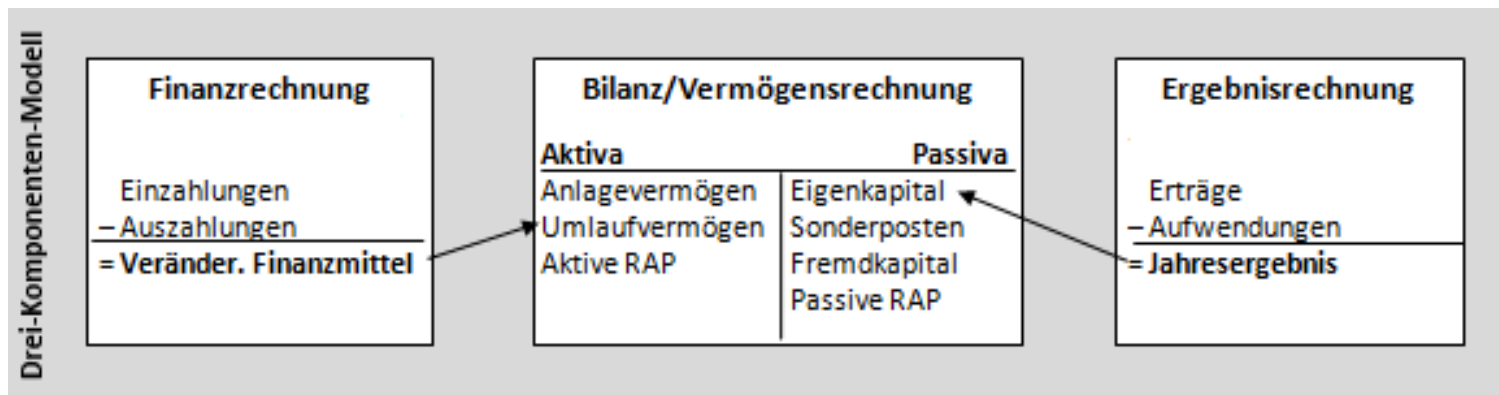 Drei-Komponenten-Modell
Finanzrechnung
Einzahlungen
– Auszahlungen
= Veränder. Finanzmittel
Bilanz/Vermögensrechnung
Aktiva Passiva
Anlagevermögen Eigenkapital
Umlaufvermögen Sonderposten
Aktive RAP Fremdkapital
Passive RAP
Ergebnisrechnung
Erträge
– Aufwendungen
= Jahresergebnis